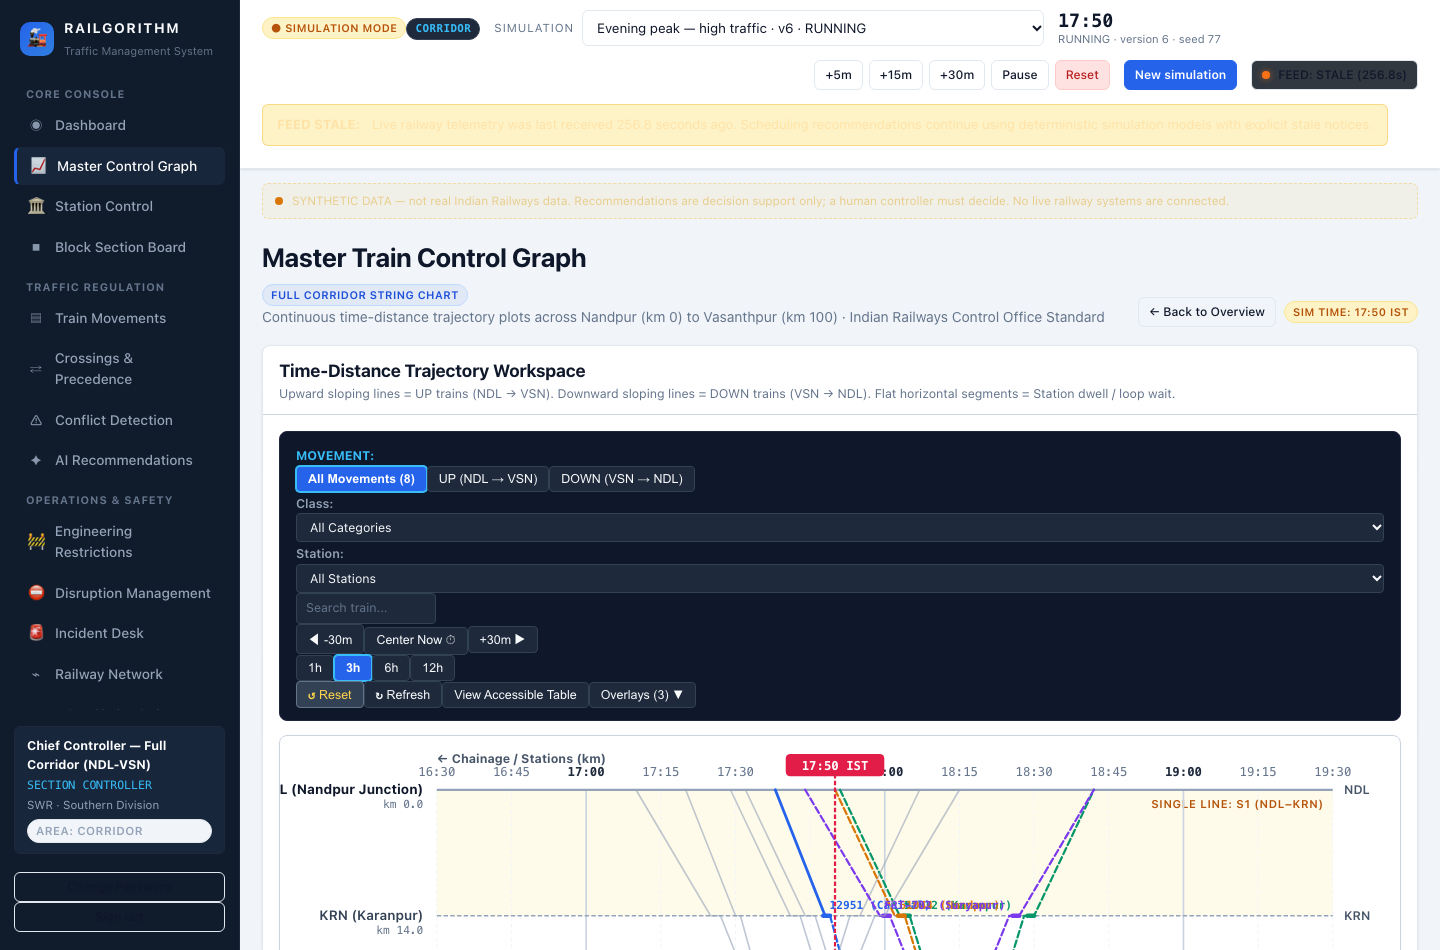 RAILGORITHM
Traffic Management System
CORE CONSOLE
Dashboard
Master Control Graph
Station Control
Block Section Board
TRAFFIC REGULATION
Train Movements
Crossings &
Precedence
Conflict Detection
AI Recommendations
OPERATIONS & SAFETY
Engineering
Restrictions
Disruption Management
Incident Desk
Railway Network
Chief Controller — Full
Corridor (NDL-VSN)
SECTION CONTROLLER
SWR · Southern Division
AREA: CORRIDOR
SIMULATION MODE
CORRIDOR
SIMULATION
Evening peak — high traffic · v6 · RUNNING
17:50
RUNNING · version 6 · seed 77
+5m
+15m
+30m
Pause
Reset
New simulation
FEED: STALE (256.8s)
FEED STALE: Live railway telemetry was last received 256.8 seconds ago. Scheduling recommendations continue using deterministic simulation models with explicit stale notices.
SYNTHETIC DATA — not real Indian Railways data. Recommendations are decision support only; a human controller must decide. No live railway systems are connected.
Master Train Control Graph
FULL CORRIDOR STRING CHART
Continuous time-distance trajectory plots across Nandpur (km 0) to Vasanthpur (km 100) · Indian Railways Control Office Standard
← Back to Overview
SIM TIME: 17:50 IST
Time-Distance Trajectory Workspace
Upward sloping lines = UP trains (NDL → VSN). Downward sloping lines = DOWN trains (VSN → NDL). Flat horizontal segments = Station dwell / loop wait.
MOVEMENT:
All Movements (8)
UP (NDL → VSN)
DOWN (VSN → NDL)
Class:
All Categories
Station:
All Stations
Search train...
◀ -30m
Center Now ⏱
+30m ▶
1h
3h
6h
12h
↺ Reset
↻ Refresh
View Accessible Table
Overlays (3) ▼
← Chainage / Stations (km)
16:30
16:45
17:00
17:15
17:30
17:50 IST
:00
18:15
18:30
18:45
19:00
19:15
19:30
L (Nandpur Junction)
km 0.0
NDL
SINGLE LINE: S1 (NDL–KRN)
12951
KRN (Karanpur)
km 14.0
KRN